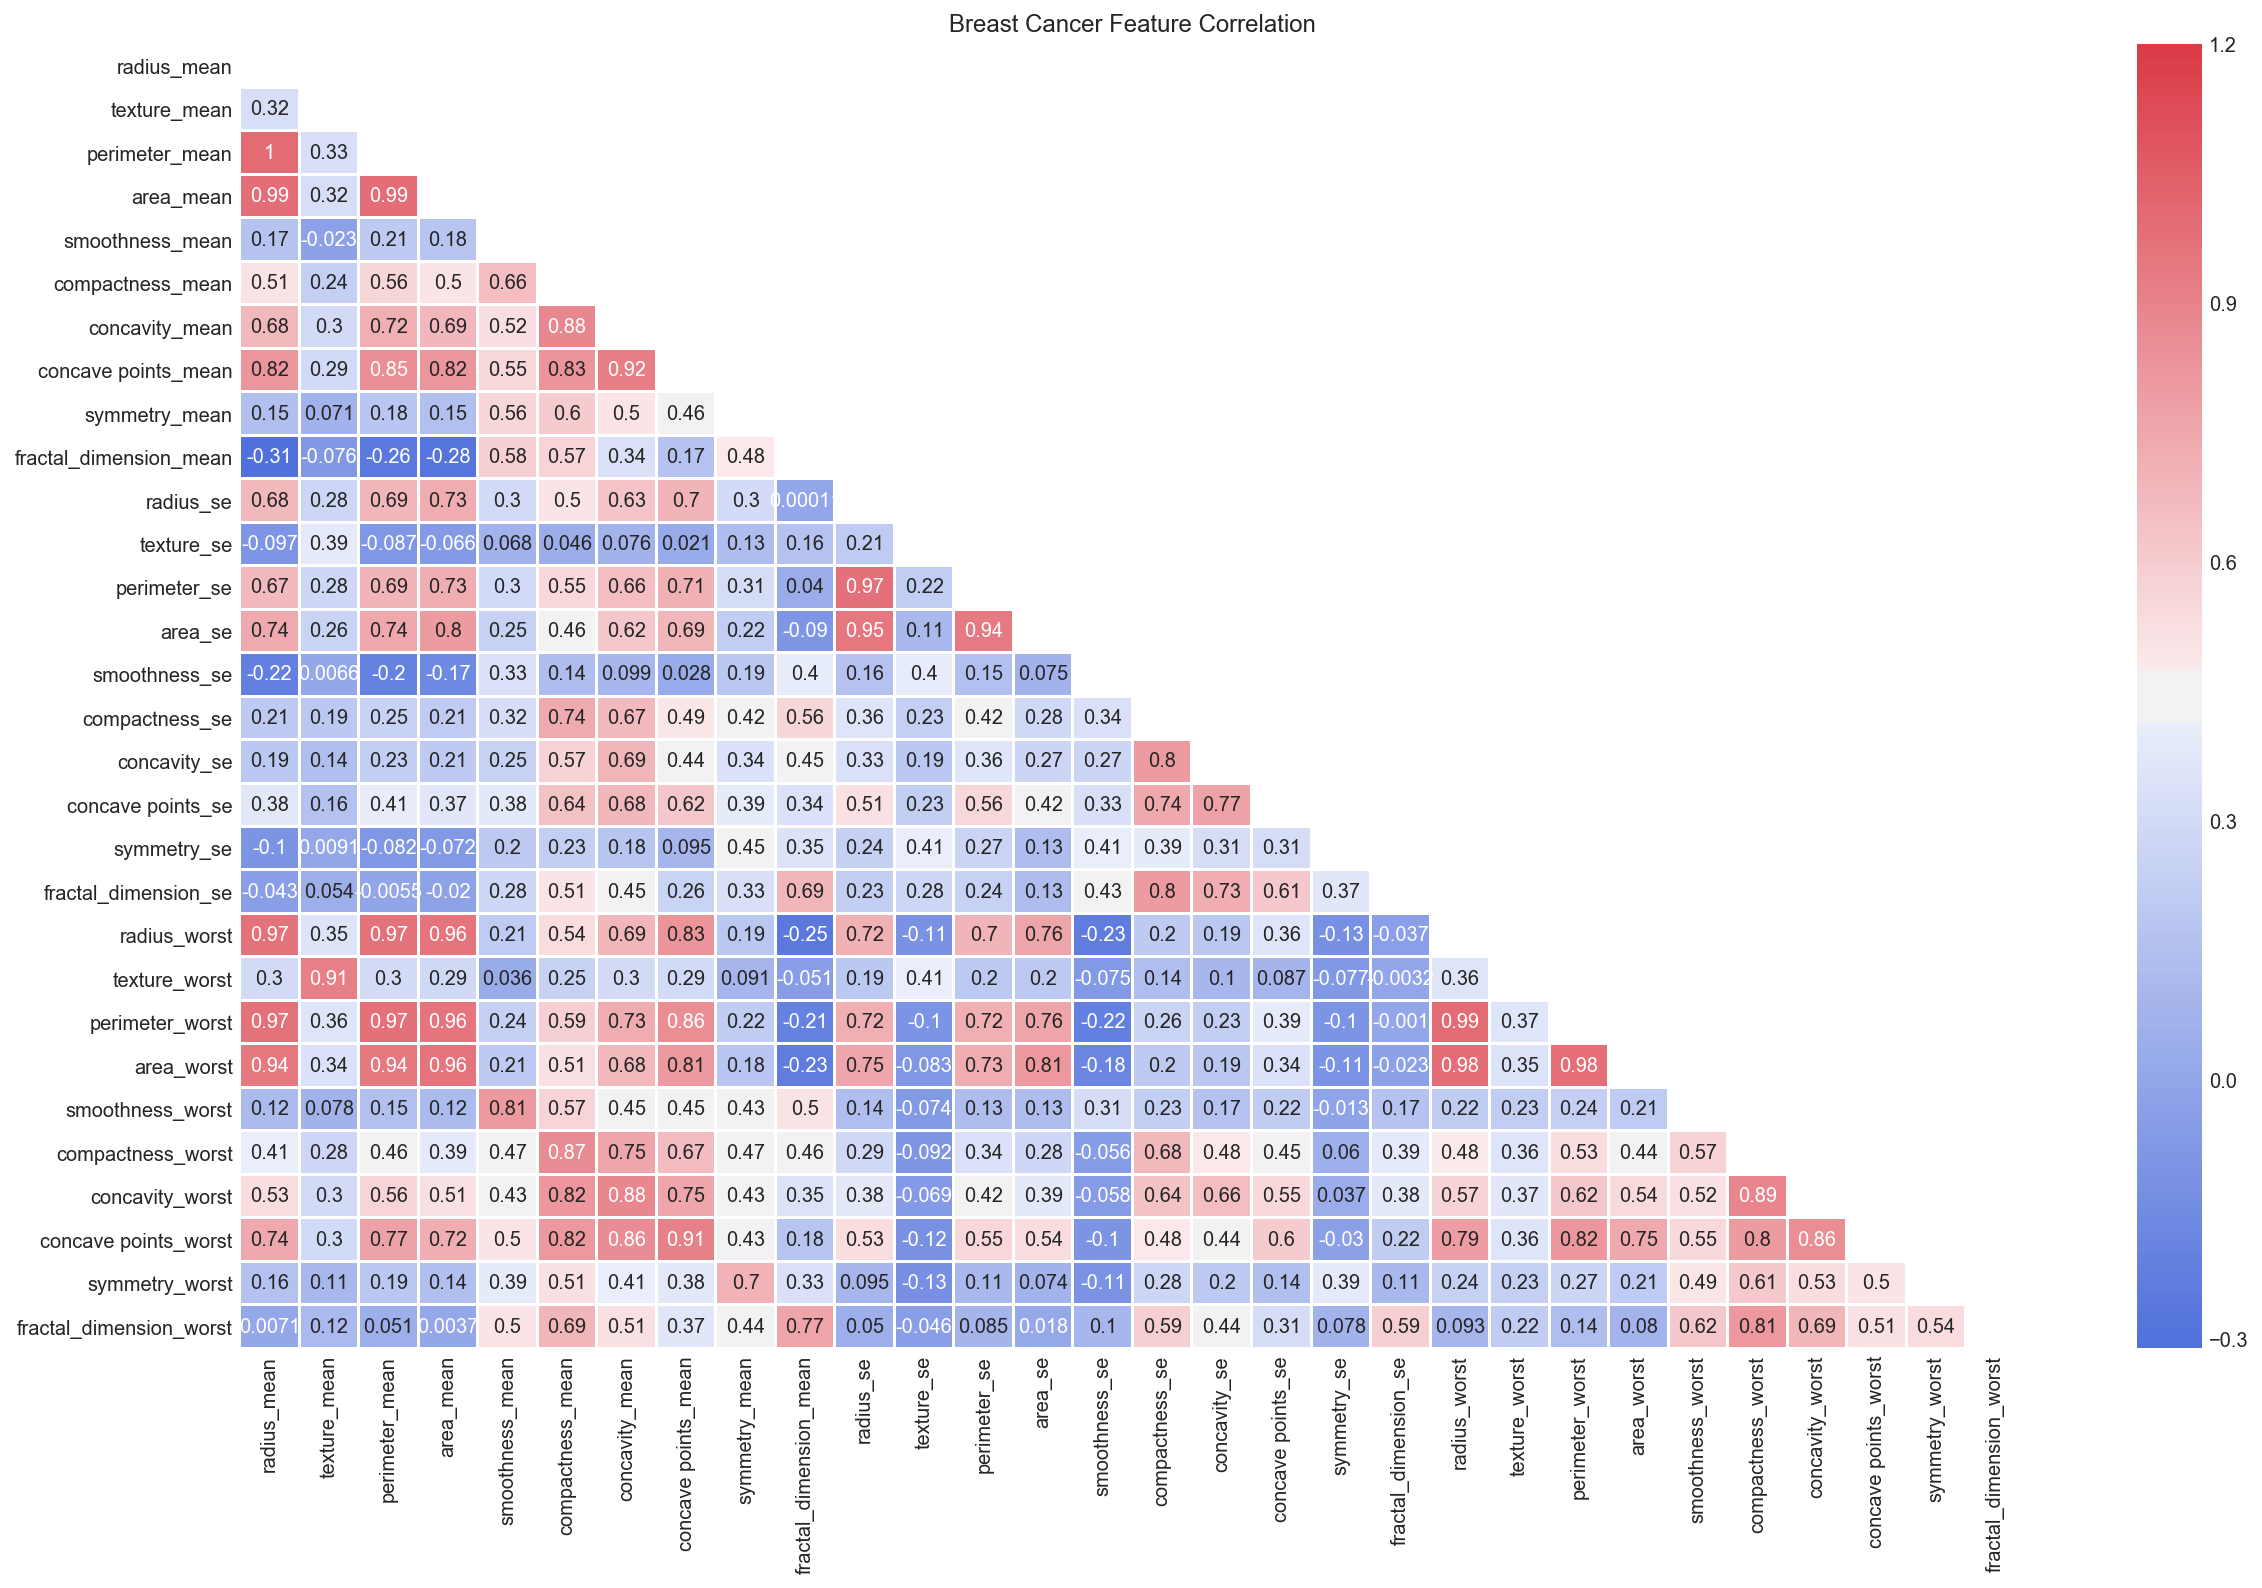 Breast Cancer Feature Correlation
radius_mean
texture_mean 0.32
perimeter_mean 1 0.33
area_mean 0.99 0.32 0.99
smoothness_mean 0.17 -0.023 0.21 0.18
compactness_mean 0.51 0.24 0.56 0.5 0.66
concavity_mean 0.68 0.3 0.72 0.69 0.52 0.88
concave points_mean 0.82 0.29 0.85 0.82 0.55 0.83 0.92
symmetry_mean 0.15 0.071 0.18 0.15 0.56 0.6 0.5 0.46
fractal_dimension_mean -0.31 -0.076 -0.26 -0.28 0.58 0.57 0.34 0.17 0.48
radius_se 0.68 0.28 0.69 0.73 0.3 0.5 0.63 0.7 0.3
texture_se -0.097 0.39 -0.087 -0.066 0.068 0.046 0.076 0.021 0.13 0.16 0.21
perimeter_se 0.67 0.28 0.69 0.73 0.3 0.55 0.66 0.71 0.31 0.04 0.97 0.22
area_se 0.74 0.26 0.74 0.8 0.25 0.46 0.62 0.69 0.22 -0.09 0.95 0.11 0.94
smoothness_se -0.22 0.0066 -0.2 -0.17 0.33 0.14 0.099 0.028 0.19 0.4 0.16 0.4 0.15 0.075
compactness_se 0.21 0.19 0.25 0.21 0.32 0.74 0.67 0.49 0.42 0.56 0.36 0.23 0.42 0.28 0.34
concavity_se 0.19 0.14 0.23 0.21 0.25 0.57 0.69 0.44 0.34 0.45 0.33 0.19 0.36 0.27 0.27 0.8
concave points_se 0.38 0.16 0.41 0.37 0.38 0.64 0.68 0.62 0.39 0.34 0.51 0.23 0.56 0.42 0.33 0.74 0.77
symmetry_se -0.1 0.0091 -0.082 -0.072 0.2 0.23 0.18 0.095 0.45 0.35 0.24 0.41 0.27 0.13 0.41 0.39 0.31 0.31
fractal_dimension_se -0.043 0.054 -0.0055 -0.02 0.28 0.51 0.45 0.26 0.33 0.69 0.23 0.28 0.24 0.13 0.43 0.8 0.73 0.61 0.37
radius_worst 0.97 0.35 0.97 0.96 0.21 0.54 0.69 0.83 0.19 -0.25 0.72 -0.11 0.7 0.76 -0.23 0.2 0.19 0.36 -0.13 -0.037
texture_worst 0.3 0.91 0.3 0.29 0.036 0.25 0.3 0.29 0.091 -0.051 0.19 0.41 0.2 0.2 -0.075 0.14 0.1 0.087 -0.077 -0.0032 0.36
perimeter_worst 0.97 0.36 0.97 0.96 0.24 0.59 0.73 0.86 0.22 -0.21 0.72 -0.1 0.72 0.76 -0.22 0.26 0.23 0.39 -0.1 -0.001 0.99 0.37
area_worst 0.94 0.34 0.94 0.96 0.21 0.51 0.68 0.81 0.18 -0.23 0.75 -0.083 0.73 0.81 -0.18 0.2 0.19 0.34 -0.11 -0.023 0.98 0.35 0.98
smoothness_worst 0.12 0.078 0.15 0.12 0.81 0.57 0.45 0.45 0.43 0.5 0.14 -0.074 0.13 0.13 0.31 0.23 0.17 0.22 -0.013 0.17 0.22 0.23 0.24 0.21
compactness_worst 0.41 0.28 0.46 0.39 0.47 0.87 0.75 0.67 0.47 0.46 0.29 -0.092 0.34 0.28 -0.056 0.68 0.48 0.45 0.06 0.39 0.48 0.36 0.53 0.44 0.57
concavity_worst 0.53 0.3 0.56 0.51 0.43 0.82 0.88 0.75 0.43 0.35 0.38 -0.069 0.42 0.39 -0.058 0.64 0.66 0.55 0.037 0.38 0.57 0.37 0.62 0.54 0.52 0.89
concave points_worst 0.74 0.3 0.77 0.72 0.5 0.82 0.86 0.91 0.43 0.18 0.53 -0.12 0.55 0.54 -0.1 0.48 0.44 0.6 -0.03 0.22 0.79 0.36 0.82 0.75 0.55 0.8 0.86
symmetry_worst 0.16 0.11 0.19 0.14 0.39 0.51 0.41 0.38 0.7 0.33 0.095 -0.13 0.11 0.074 -0.11 0.28 0.2 0.14 0.39 0.11 0.24 0.23 0.27 0.21 0.49 0.61 0.53 0.5
fractal_dimension_worst 0.0071 0.12 0.051 0.0037 0.5 0.69 0.51 0.37 0.44 0.77 0.05 -0.046 0.085 0.018 0.1 0.59 0.44 0.31 0.078 0.59 0.093 0.22 0.14 0.08 0.62 0.81 0.69 0.51 0.54
radius_mean
texture_mean
perimeter_mean
area_mean
smoothness_mean
compactness_mean
concavity_mean
concave points_mean
symmetry_mean
fractal_dimension_mean
radius_se
texture_se
perimeter_se
area_se
smoothness_se
compactness_se
concavity_se
concave points_se
symmetry_se
fractal_dimension_se
radius_worst
texture_worst
perimeter_worst
area_worst
smoothness_worst
compactness_worst
concavity_worst
concave points_worst
symmetry_worst
fractal_dimension_worst
1.2
0.9
0.6
0.3
0.0
−0.3